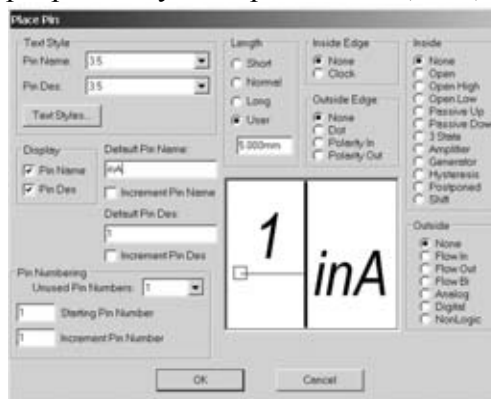 Place Pin
Text Style
Pin Name: 3.5
Pin Des: 3.5
Text Styles...
Display
Pin Name
Pin Des
Default Pin Name:
inA
Increment Pin Name
Default Pin Des:
1
Increment Pin Des
Pin Numbering
Unused Pin Numbers: 1
1 Starting Pin Number
1 Increment Pin Number
Length
Short
Normal
Long
User
5.000mm
Inside Edge
None
Clock
Outside Edge
None
Dot
Polarity In
Polarity Out
1
inA
Inside
None
Open
Open High
Open Low
Passive Up
Passive Dow
3 State
Amplifier
Generator
Hysteresis
Postponed
Shift
Outside
None
Flow In
Flow Out
Flow Bi
Analog
Digital
NonLogic
OK
Cancel